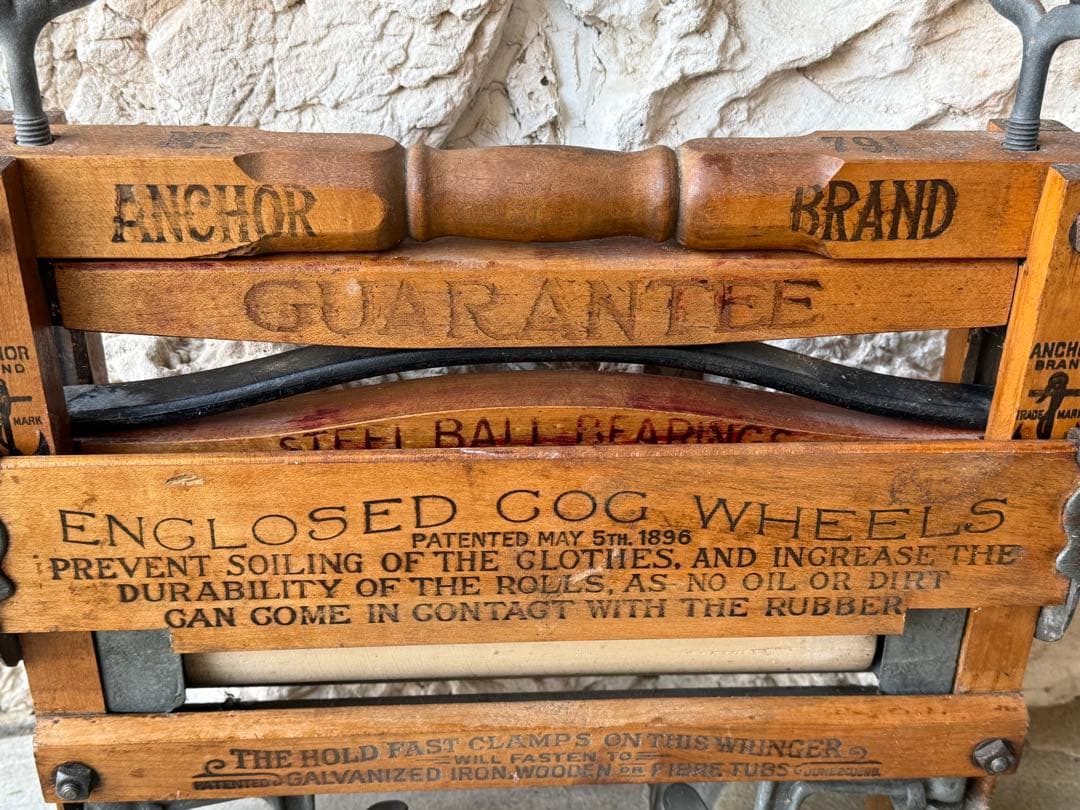 No 791
ANCHOR BRAND
GUARANTEE
ANCHOR BRAND
TRADE MARK
MARK
STEEL BALL BEARINGS
ENCLOSED COG WHEELS
PATENTED MAY 5TH. 1896
PREVENT SOILING OF THE CLOTHES, AND INCREASE THE
DURABILITY OF THE ROLLS, AS NO OIL OR DIRT
CAN COME IN CONTACT WITH THE RUBBER
THE HOLD FAST CLAMPS ON THIS WRINGER
WILL FASTEN TO
PATENTED GALVANIZED IRON, WOODEN OR FIBRE TUBS